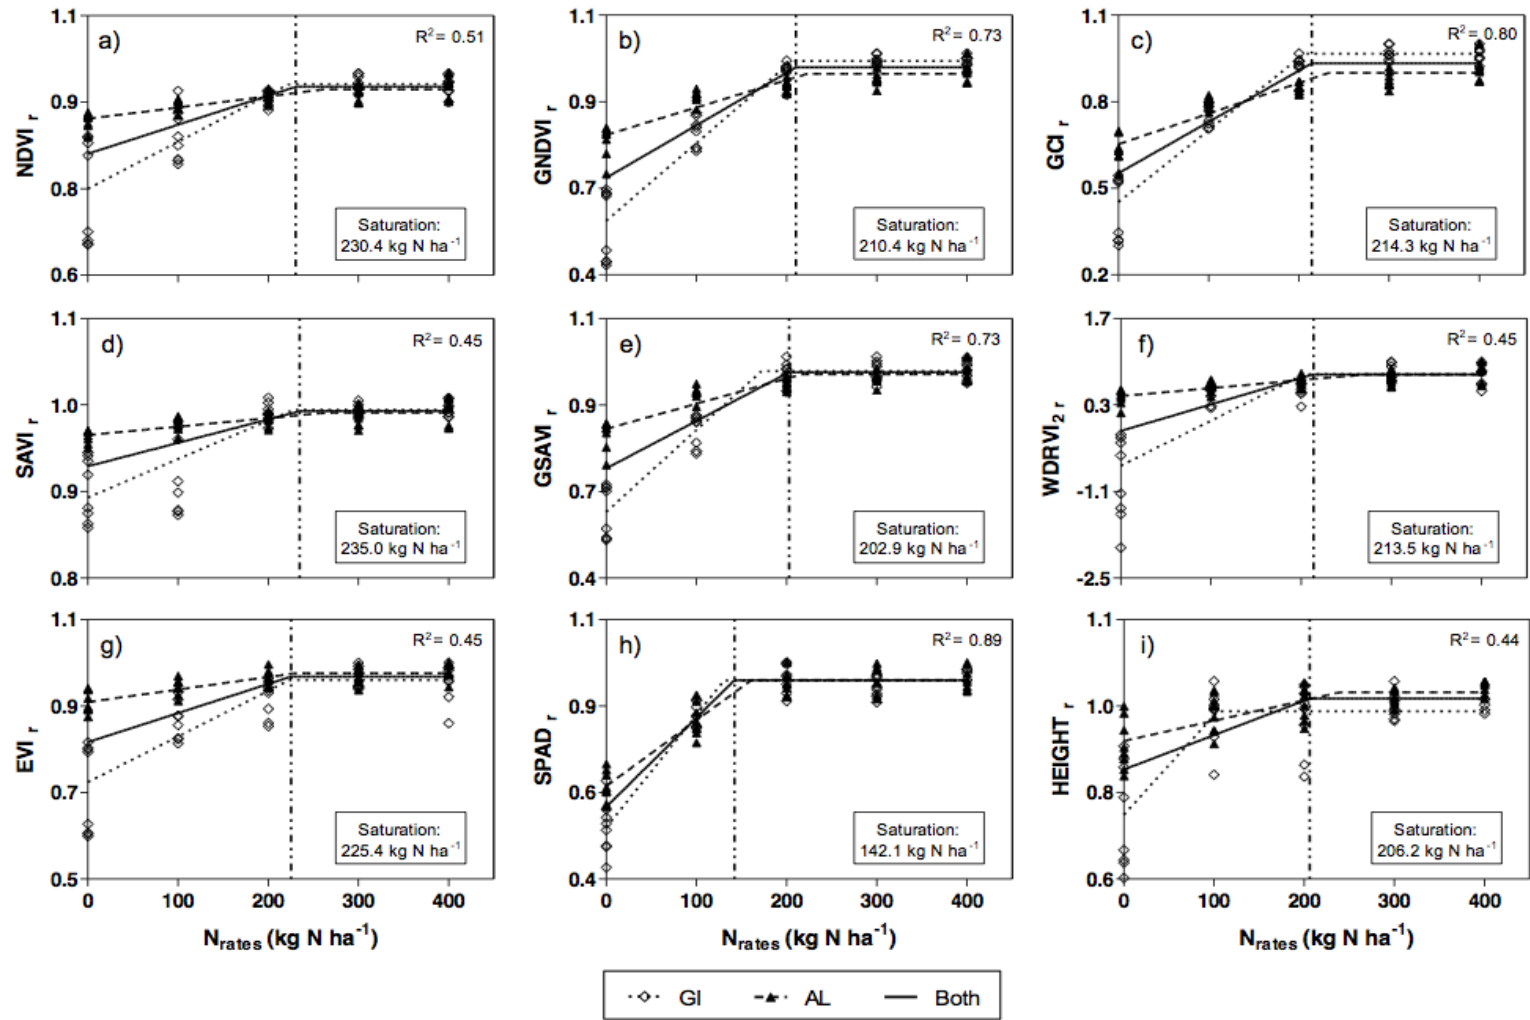 1.1
0.9
0.8
0.6
NDVI r
a)
R² = 0.51
Saturation:
230.4 kg N ha⁻¹
1.1
0.9
0.7
0.4
GNDVI r
b)
R² = 0.73
Saturation:
210.4 kg N ha⁻¹
1.1
0.8
0.5
0.2
GCI r
c)
R² = 0.80
Saturation:
214.3 kg N ha⁻¹
1.1
1.0
0.9
0.8
SAVI r
d)
R² = 0.45
Saturation:
235.0 kg N ha⁻¹
1.1
0.9
0.7
0.4
GSAVI r
e)
R² = 0.73
Saturation:
202.9 kg N ha⁻¹
1.7
0.3
-1.1
-2.5
WDRVI₂ r
f)
R² = 0.45
Saturation:
213.5 kg N ha⁻¹
1.1
0.9
0.7
0.5
EVI r
g)
R² = 0.45
Saturation:
225.4 kg N ha⁻¹
0 100 200 300 400
N rates (kg N ha⁻¹)
1.1
0.9
0.6
0.4
SPAD r
h)
R² = 0.89
Saturation:
142.1 kg N ha⁻¹
0 100 200 300 400
N rates (kg N ha⁻¹)
1.1
1.0
0.8
0.6
HEIGHT r
i)
R² = 0.44
Saturation:
206.2 kg N ha⁻¹
0 100 200 300 400
N rates (kg N ha⁻¹)
GI AL Both